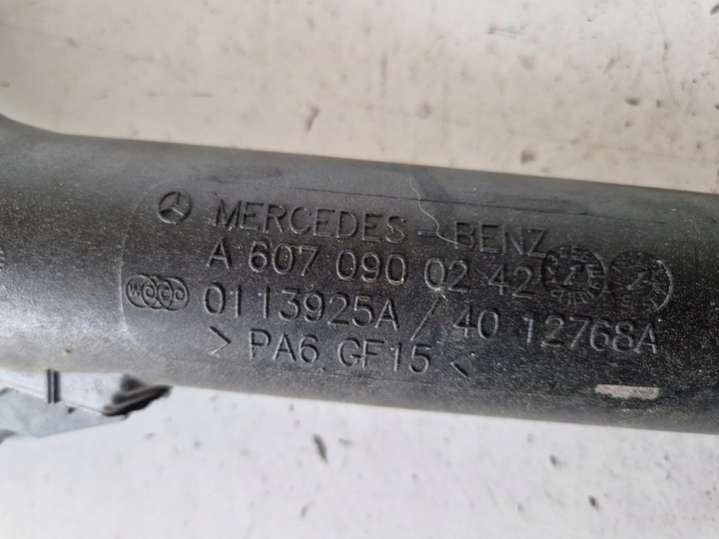 MERCEDES-BENZ
A 607 090 02 42
0113925A / 40 12768A
>PA6 GF15<